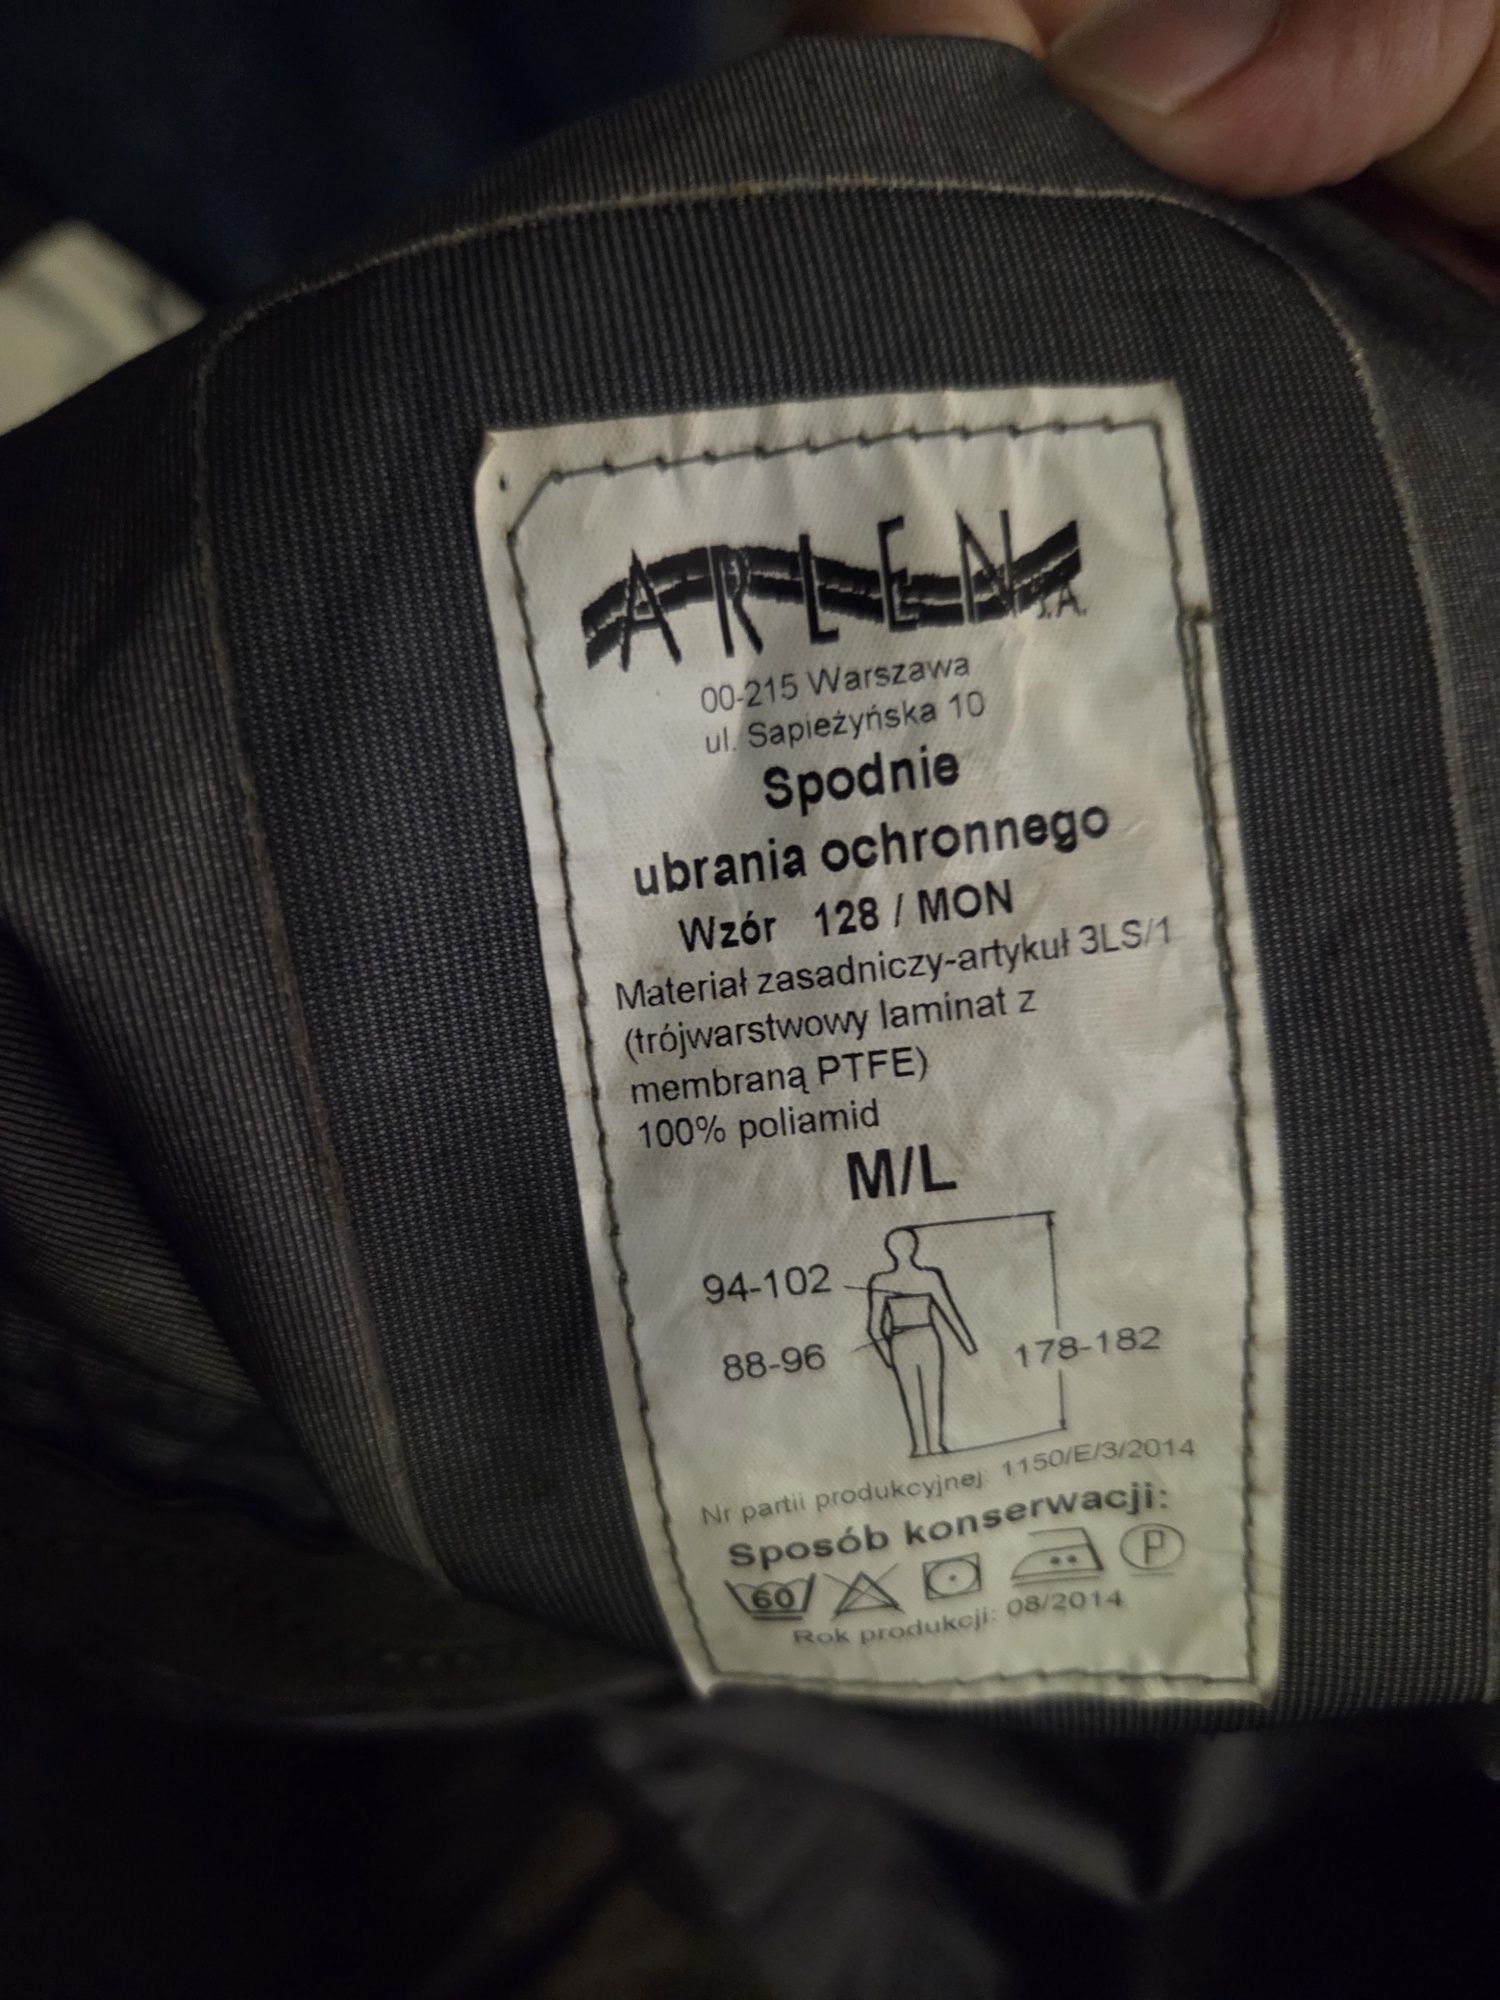 ARLEN S.A.
00-215 Warszawa
ul. Sapieżyńska 10
Spodnie
ubrania ochronnego
Wzór 128 / MON
Materiał zasadniczy-artykuł 3LS/1
(trójwarstwowy laminat z
membraną PTFE)
100% poliamid
M/L
94-102
88-96
178-182
Nr partii produkcyjnej: 1150/E/3/2014
Sposób konserwacji:
60 P
Rok produkcji: 08/2014